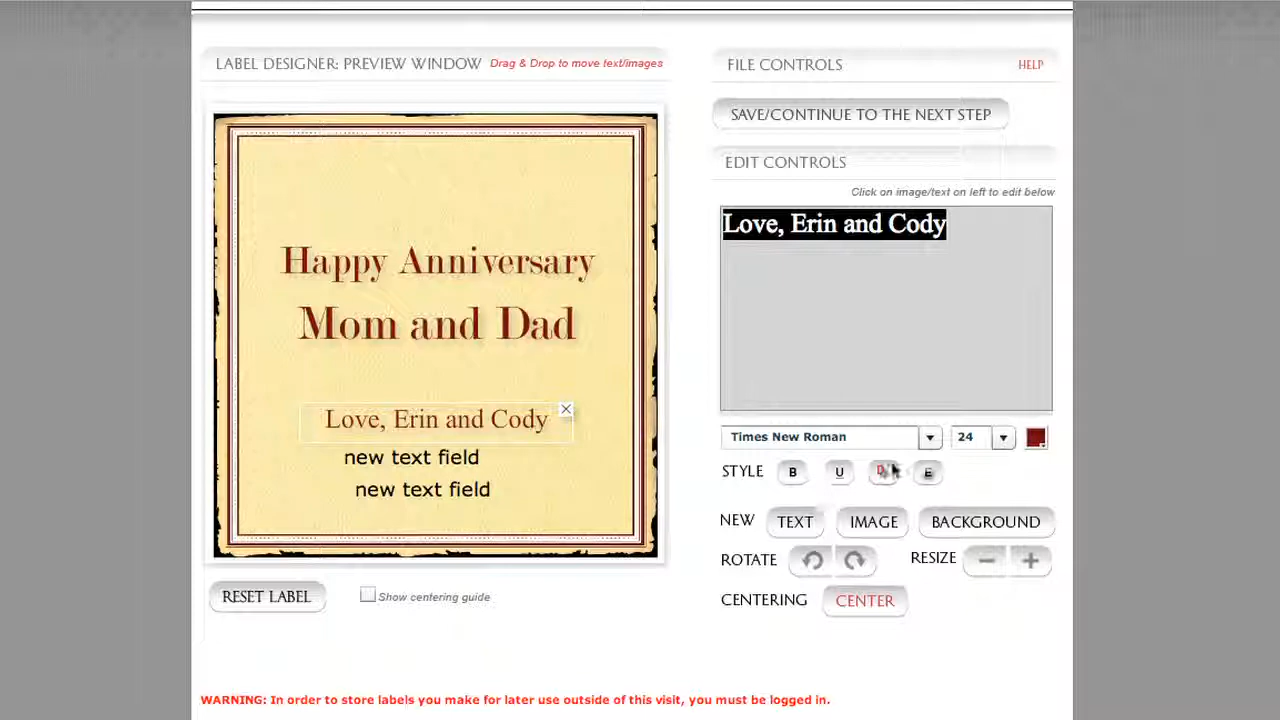 LABEL DESIGNER: PREVIEW WINDOW Drag & Drop to move text/images
Happy Anniversary
Mom and Dad
Love, Erin and Cody
new text field
new text field
RESET LABEL
Show centering guide
FILE CONTROLS HELP
SAVE/CONTINUE TO THE NEXT STEP
EDIT CONTROLS
Click on image/text on left to edit below
Love, Erin and Cody
Times New Roman 24
STYLE B U D E
NEW TEXT IMAGE BACKGROUND
ROTATE RESIZE
CENTERING CENTER
WARNING: In order to store labels you make for later use outside of this visit, you must be logged in.